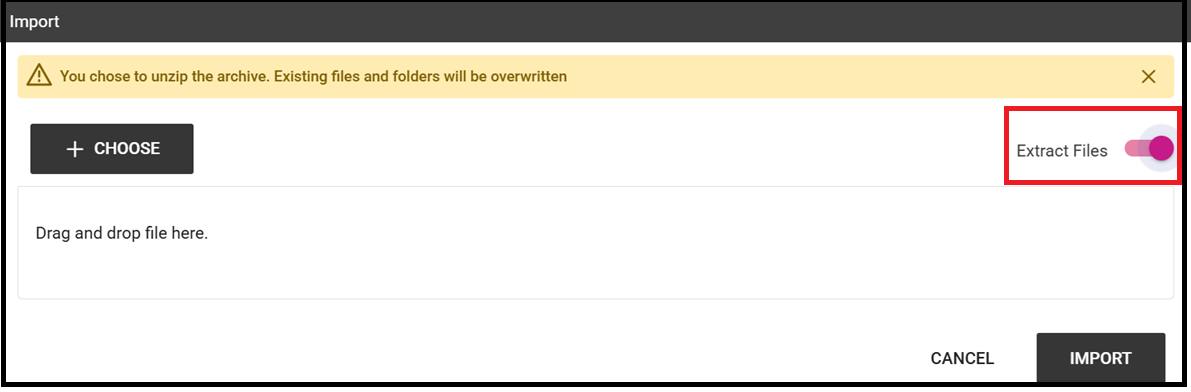 Import
You chose to unzip the archive. Existing files and folders will be overwritten
CHOOSE
Extract Files
Drag and drop file here.
CANCEL
IMPORT